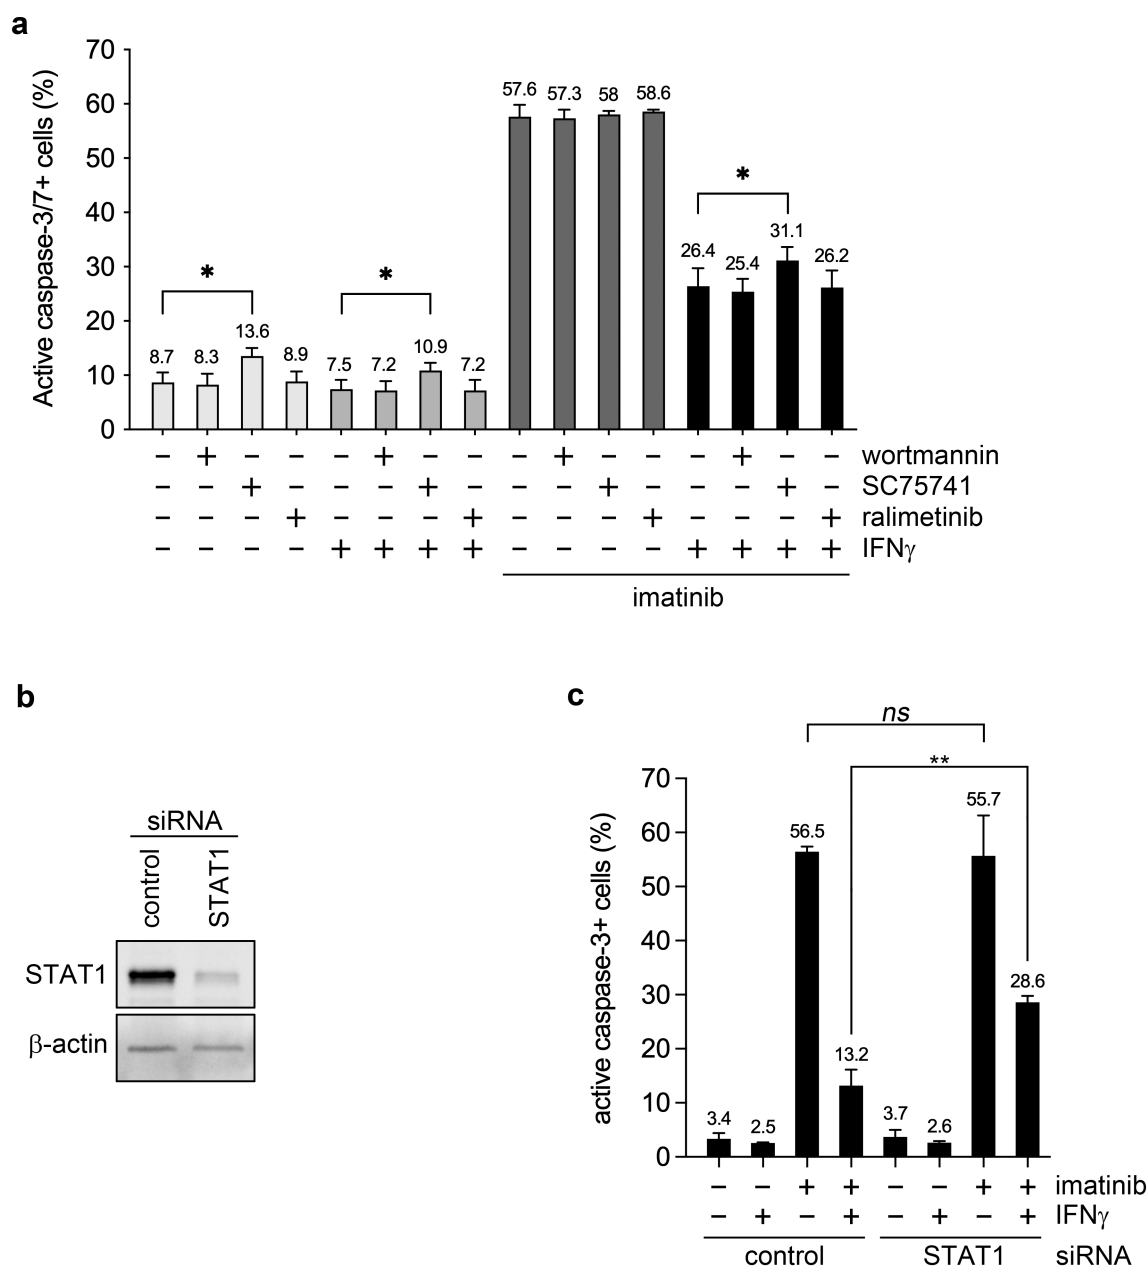 a
Active caspase-3/7+ cells (%)
70
60
50
40
30
20
10
0
8.7 8.3 13.6 8.9 7.5 7.2 10.9 7.2 57.6 57.3 58 58.6 26.4 25.4 31.1 26.2
* * *
− + − − − + − − − + − − − + − − wortmannin
− − + − − − + − − − + − − − + − SC75741
− − − + − − − + − − − + − − − + ralimetinib
− − − − + + + + − − − − + + + + IFNγ
imatinib
b
siRNA
control
STAT1
STAT1
β-actin
c
ns
**
active caspase-3+ cells (%)
70
60
50
40
30
20
10
0
3.4 2.5 56.5 13.2 3.7 2.6 55.7 28.6
− − + + − − + + imatinib
− + − + − + − + IFNγ
control STAT1 siRNA